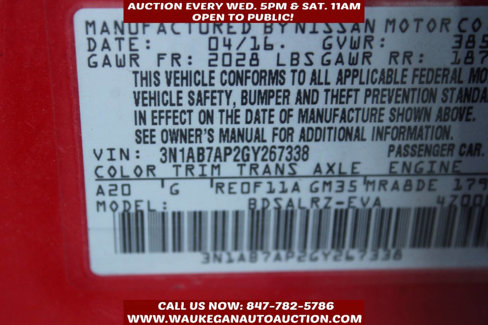 AUCTION EVERY WED. 5PM & SAT. 11AM
OPEN TO PUBLIC!
MANUFACTURED BY NISSAN MOTOR CO
DATE: 04/16. GVWR: 385
GAWR FR: 2028 LBS GAWR RR: 187
THIS VEHICLE CONFORMS TO ALL APPLICABLE FEDERAL MO
VEHICLE SAFETY, BUMPER AND THEFT PREVENTION STANDA
IN EFFECT ON THE DATE OF MANUFACTURE SHOWN ABOVE.
SEE OWNER'S MANUAL FOR ADDITIONAL INFORMATION.
VIN: 3N1AB7AP2GY267338 PASSENGER CAR.
COLOR TRIM TRANS AXLE ENGINE
A20 G RE0F11A GM35 MRA8DE 179
MODEL: BDSALRZ-EVA
3N1AB7AP2GY267338
CALL US NOW: 847-782-5786
WWW.WAUKEGANAUTOAUCTION.COM